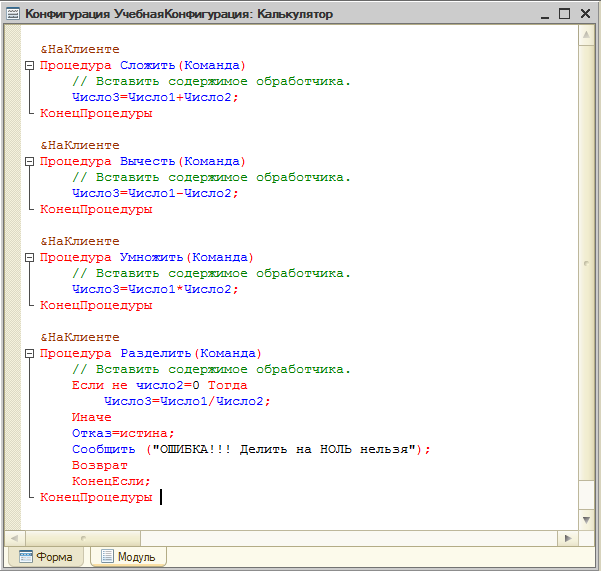 Конфигурация УчебнаяКонфигурация: Калькулятор
&НаКлиенте
Процедура Сложить(Команда)
// Вставить содержимое обработчика.
Число3=Число1+Число2;
КонецПроцедуры
&НаКлиенте
Процедура Вычесть(Команда)
// Вставить содержимое обработчика.
Число3=Число1-Число2;
КонецПроцедуры
&НаКлиенте
Процедура Умножить(Команда)
// Вставить содержимое обработчика.
Число3=Число1*Число2;
КонецПроцедуры
&НаКлиенте
Процедура Разделить(Команда)
// Вставить содержимое обработчика.
Если не число2=0 Тогда
Число3=Число1/Число2;
Иначе
Отказ=истина;
Сообщить ("ОШИБКА!!! Делить на НОЛЬ нельзя");
Возврат
КонецЕсли;
КонецПроцедуры
Форма
Модуль